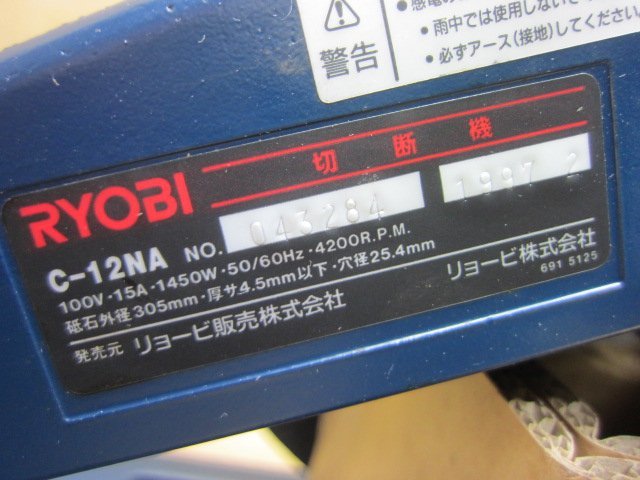 警告
感電の
・雨中では使用しないでく
・必ずアース（接地）してください
RYOBI 切断機
C-12NA NO. 043284 1997 2
100V・15A・1450W・50/60Hz・4200R.P.M.
砥石外径305mm・厚サ4.5mm以下・穴径25.4mm
発売元 リョービ販売株式会社
リョービ株式会社
691 5125